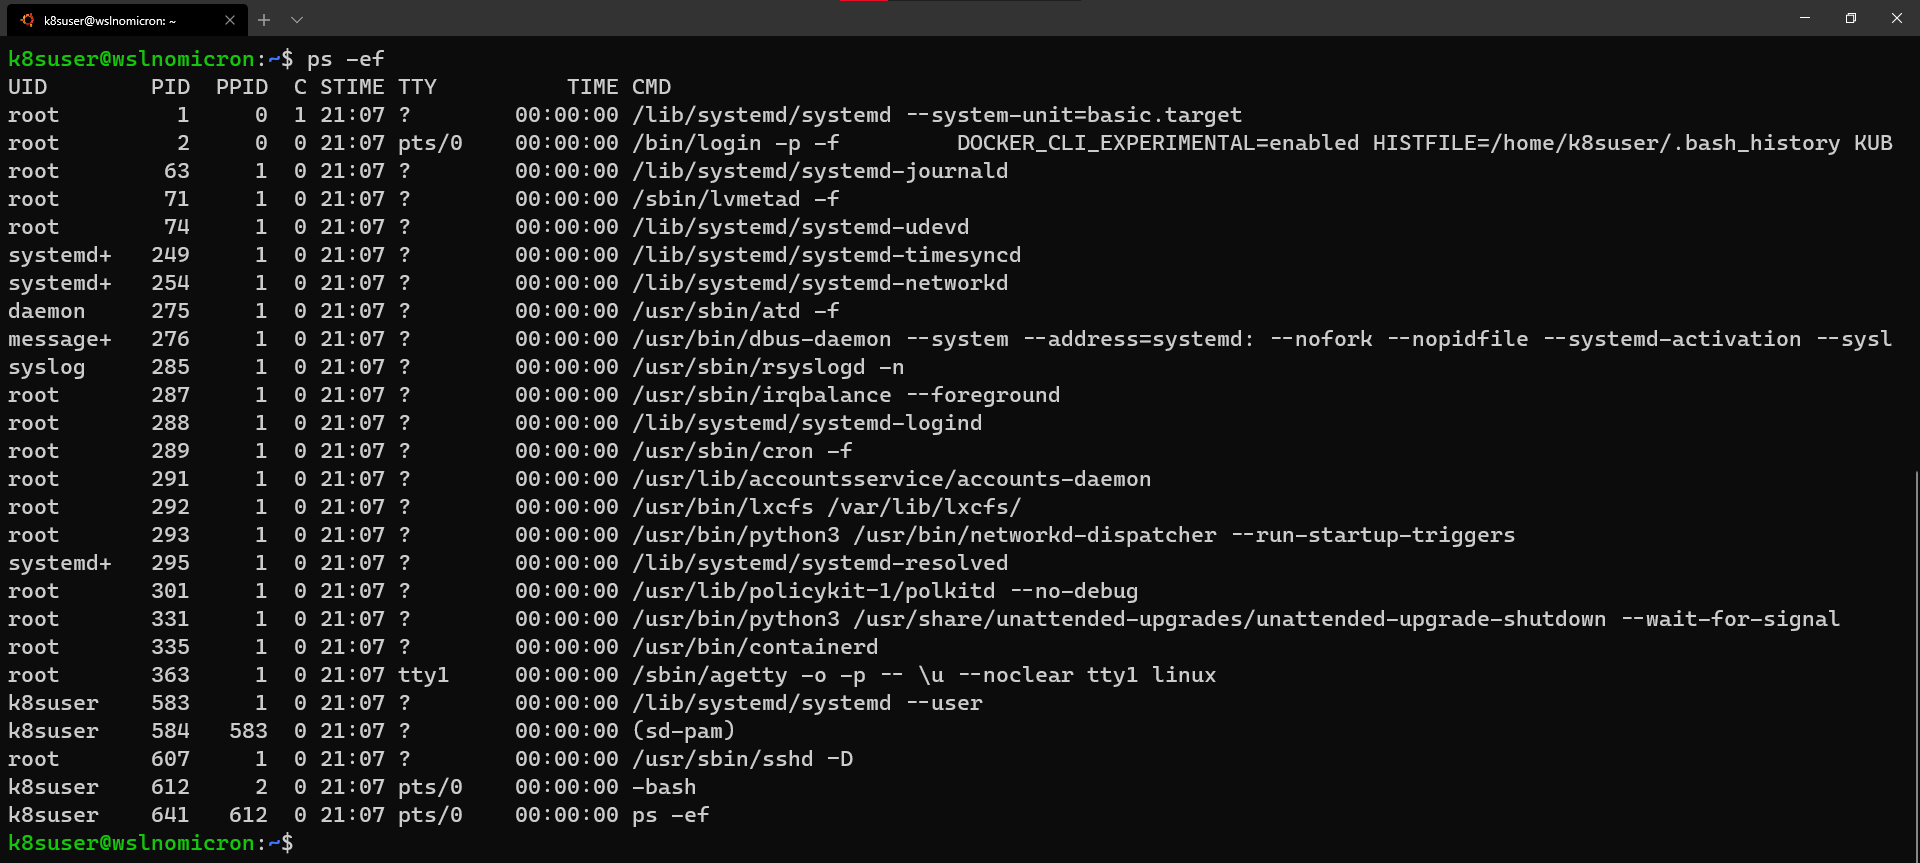 k8suser@wslnomicron: ~
k8suser@wslnomicron:~$ ps -ef
UID        PID  PPID  C STIME TTY          TIME CMD
root         1     0  1 21:07 ?        00:00:00 /lib/systemd/systemd --system-unit=basic.target
root         2     0  0 21:07 pts/0    00:00:00 /bin/login -p -f         DOCKER_CLI_EXPERIMENTAL=enabled HISTFILE=/home/k8suser/.bash_history KUB
root        63     1  0 21:07 ?        00:00:00 /lib/systemd/systemd-journald
root        71     1  0 21:07 ?        00:00:00 /sbin/lvmetad -f
root        74     1  0 21:07 ?        00:00:00 /lib/systemd/systemd-udevd
systemd+   249     1  0 21:07 ?        00:00:00 /lib/systemd/systemd-timesyncd
systemd+   254     1  0 21:07 ?        00:00:00 /lib/systemd/systemd-networkd
daemon     275     1  0 21:07 ?        00:00:00 /usr/sbin/atd -f
message+   276     1  0 21:07 ?        00:00:00 /usr/bin/dbus-daemon --system --address=systemd: --nofork --nopidfile --systemd-activation --sysl
syslog     285     1  0 21:07 ?        00:00:00 /usr/sbin/rsyslogd -n
root       287     1  0 21:07 ?        00:00:00 /usr/sbin/irqbalance --foreground
root       288     1  0 21:07 ?        00:00:00 /lib/systemd/systemd-logind
root       289     1  0 21:07 ?        00:00:00 /usr/sbin/cron -f
root       291     1  0 21:07 ?        00:00:00 /usr/lib/accountsservice/accounts-daemon
root       292     1  0 21:07 ?        00:00:00 /usr/bin/lxcfs /var/lib/lxcfs/
root       293     1  0 21:07 ?        00:00:00 /usr/bin/python3 /usr/bin/networkd-dispatcher --run-startup-triggers
systemd+   295     1  0 21:07 ?        00:00:00 /lib/systemd/systemd-resolved
root       301     1  0 21:07 ?        00:00:00 /usr/lib/policykit-1/polkitd --no-debug
root       331     1  0 21:07 ?        00:00:00 /usr/bin/python3 /usr/share/unattended-upgrades/unattended-upgrade-shutdown --wait-for-signal
root       335     1  0 21:07 ?        00:00:00 /usr/bin/containerd
root       363     1  0 21:07 tty1     00:00:00 /sbin/agetty -o -p -- \u --noclear tty1 linux
k8suser    583     1  0 21:07 ?        00:00:00 /lib/systemd/systemd --user
k8suser    584   583  0 21:07 ?        00:00:00 (sd-pam)
root       607     1  0 21:07 ?        00:00:00 /usr/sbin/sshd -D
k8suser    612     2  0 21:07 pts/0    00:00:00 -bash
k8suser    641   612  0 21:07 pts/0    00:00:00 ps -ef
k8suser@wslnomicron:~$